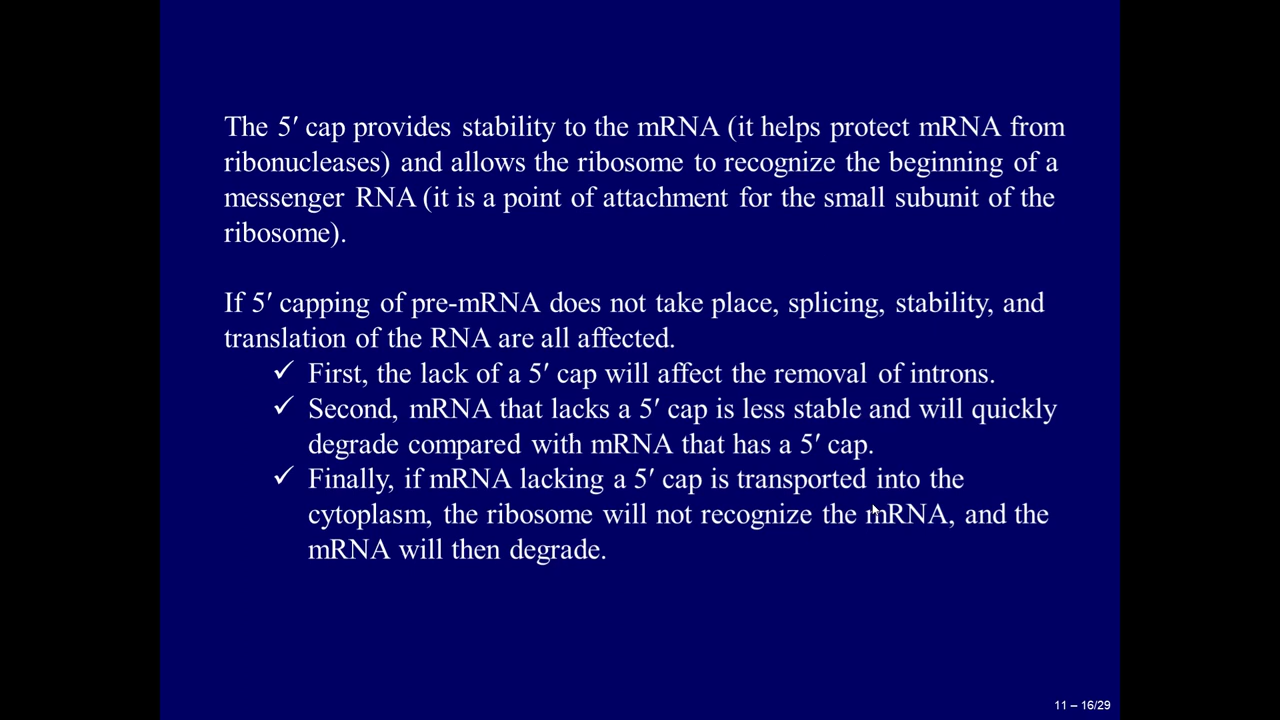 The 5′ cap provides stability to the mRNA (it helps protect mRNA from
ribonucleases) and allows the ribosome to recognize the beginning of a
messenger RNA (it is a point of attachment for the small subunit of the
ribosome).
If 5′ capping of pre-mRNA does not take place, splicing, stability, and
translation of the RNA are all affected.
✓ First, the lack of a 5′ cap will affect the removal of introns.
✓ Second, mRNA that lacks a 5′ cap is less stable and will quickly
degrade compared with mRNA that has a 5′ cap.
✓ Finally, if mRNA lacking a 5′ cap is transported into the
cytoplasm, the ribosome will not recognize the mRNA, and the
mRNA will then degrade.
11 – 16/29